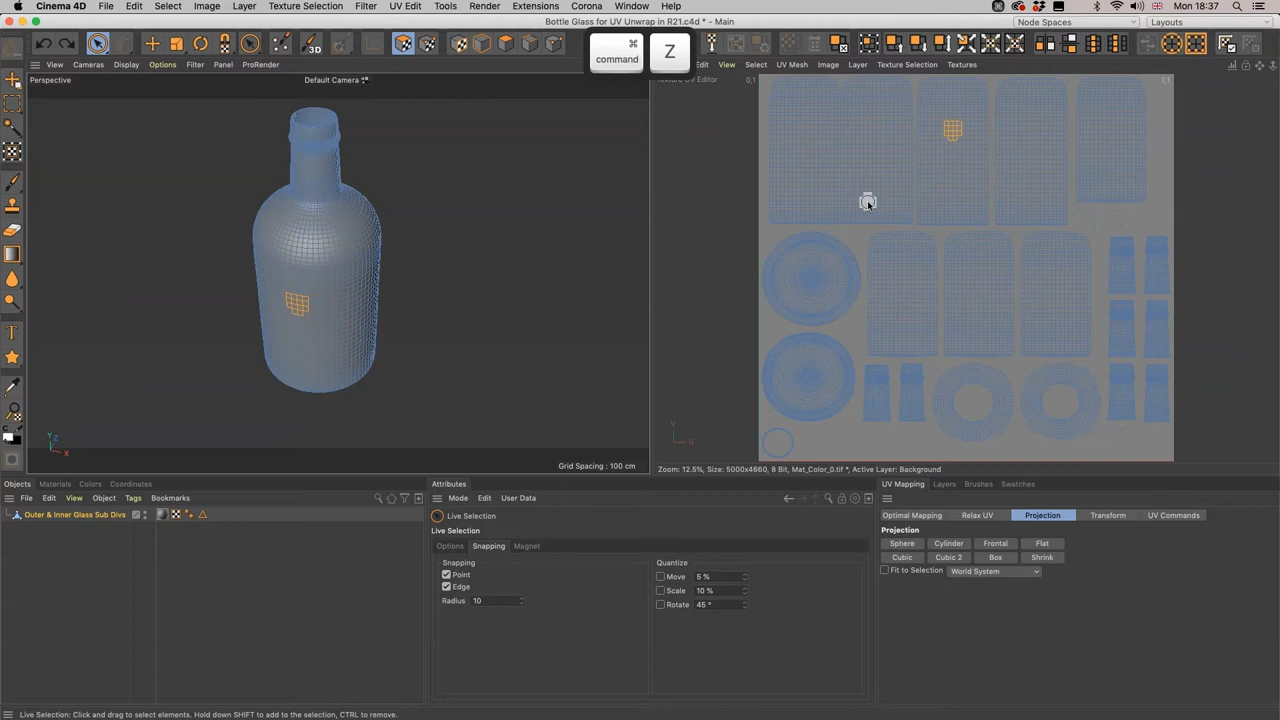 Cinema 4D File Edit Create Select Image Layer Texture Selection Filter UV Edit Tools Render Extensions Corona Window Help Mon 18:37
Bottle Glass for UV Unwrap in R21.c4d * - Main
Node Spaces Layouts
command Z
View Cameras Display Options Filter Panel ProRender
Edit View Select UV Mesh Image Layer Texture Selection Textures
Perspective Default Camera
Texture UV Editor 0,1 1,1
Y Z X
Grid Spacing : 100 cm
V U
Zoom: 12.5%, Size: 5000x4660, 8 Bit, Mat_Color_0.tif *, Active Layer: Background
Objects Materials Colors Coordinates
File Edit View Object Tags Bookmarks
Outer & Inner Glass Sub Divs
Attributes
Mode Edit User Data
Live Selection
Live Selection
Options Snapping Magnet
Snapping Quantize
Point Move 5 %
Edge Scale 10 %
Radius 10 Rotate 45 °
UV Mapping Layers Brushes Swatches
Optimal Mapping Relax UV Projection Transform UV Commands
Projection
Sphere Cylinder Frontal Flat
Cubic Cubic 2 Box Shrink
Fit to Selection World System
Live Selection: Click and drag to select elements. Hold down SHIFT to add to the selection, CTRL to remove.